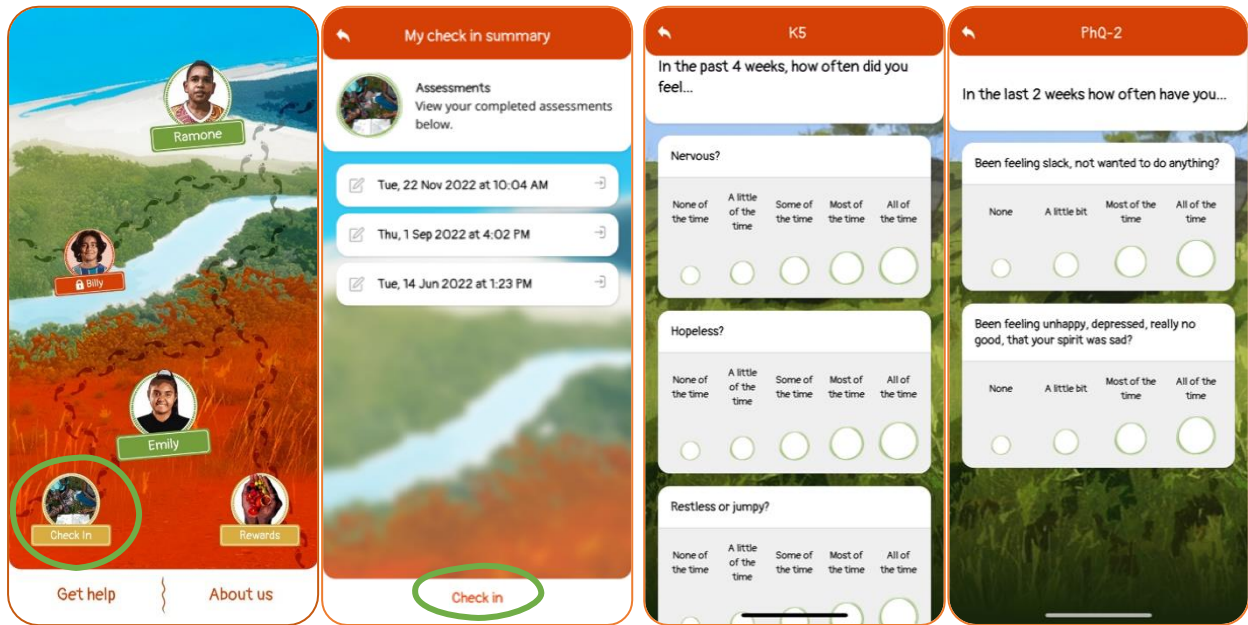 Ramone
Billy
Emily
Check In
Rewards
Get help
About us
My check in summary
Assessments
View your completed assessments
below.
Tue, 22 Nov 2022 at 10:04 AM
Thu, 1 Sep 2022 at 4:02 PM
Tue, 14 Jun 2022 at 1:23 PM
Check in
K5
In the past 4 weeks, how often did you
feel...
Nervous?
None of
the time
A little
of the
time
Some of
the time
Most of
the time
All of
the time
Hopeless?
None of
the time
A little
of the
time
Some of
the time
Most of
the time
All of
the time
Restless or jumpy?
None of
the time
A little
of the
time
Some of
the time
Most of
the time
All of
the time
PhQ-2
In the last 2 weeks how often have you...
Been feeling slack, not wanted to do anything?
None
A little bit
Most of the
time
All of the
time
Been feeling unhappy, depressed, really no
good, that your spirit was sad?
None
A little bit
Most of the
time
All of the
time